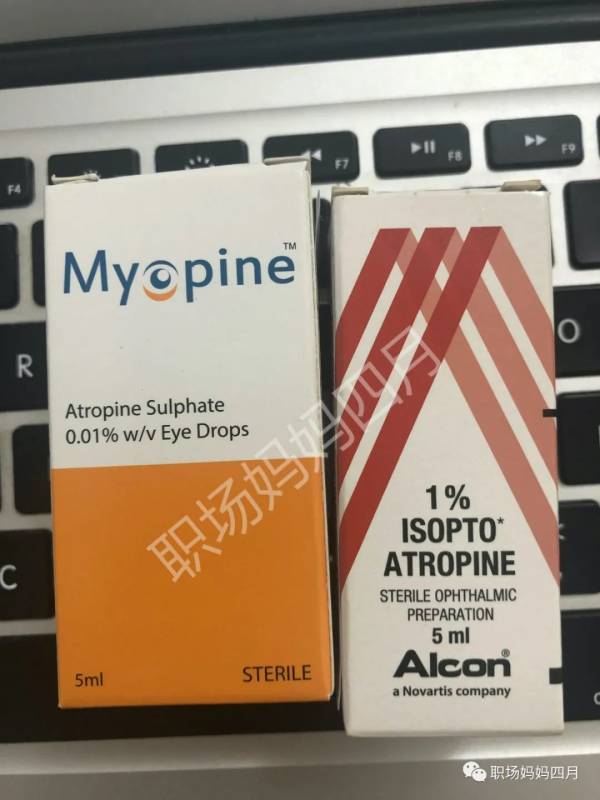 F4
F7
F8
F9
R
O
C
Myopine™
Atropine Sulphate
0.01% w/v Eye Drops
5ml
STERILE
1%
ISOPTO*
ATROPINE
STERILE OPHTHALMIC
PREPARATION
5 ml
Alcon®
a Novartis company
职场妈妈四月
职场妈妈四月